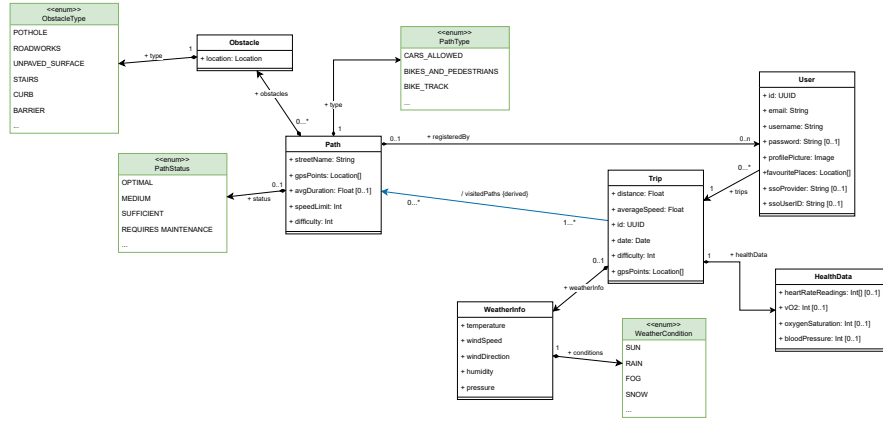 <<enum>>
ObstacleType
POTHOLE
ROADWORKS
UNPAVED_SURFACE
STAIRS
CURB
BARRIER
...
1
+ type
Obstacle
+ location: Location
+ obstacles
0...*
<<enum>>
PathType
CARS_ALLOWED
BIKES_AND_PEDESTRIANS
BIKE_TRACK
...
+ type
1
User
+ id: UUID
+ email: String
+ username: String
+ password: String [0..1]
+ profilePicture: Image
+favouritePlaces: Location[]
+ ssoProvider: String [0..1]
+ ssoUserID: String [0..1]
Path
+ streetName: String
+ gpsPoints: Location[]
+ avgDuration: Float [0..1]
+ speedLimit: Int
+ difficulty: Int
0..1
+ registeredBy
0..n
<<enum>>
PathStatus
OPTIMAL
MEDIUM
SUFFICIENT
REQUIRES MAINTENANCE
...
0..1
+ status
/ visitedPaths {derived}
0...*
1...*
0...*
1
+ trips
Trip
+ distance: Float
+ averageSpeed: Float
+ id: UUID
+ date: Date
+ difficulty: Int
+ gpsPoints: Location[]
0..1
+ weatherInfo
1
+ healthData
HealthData
+ heartRateReadings: Int[] [0..1]
+ vO2: Int [0..1]
+ oxygenSaturation: Int [0..1]
+ bloodPressure: Int [0..1]
WeatherInfo
+ temperature
+ windSpeed
+ windDirection
+ humidity
+ pressure
1
+ conditions
<<enum>>
WeatherCondition
SUN
RAIN
FOG
SNOW
...